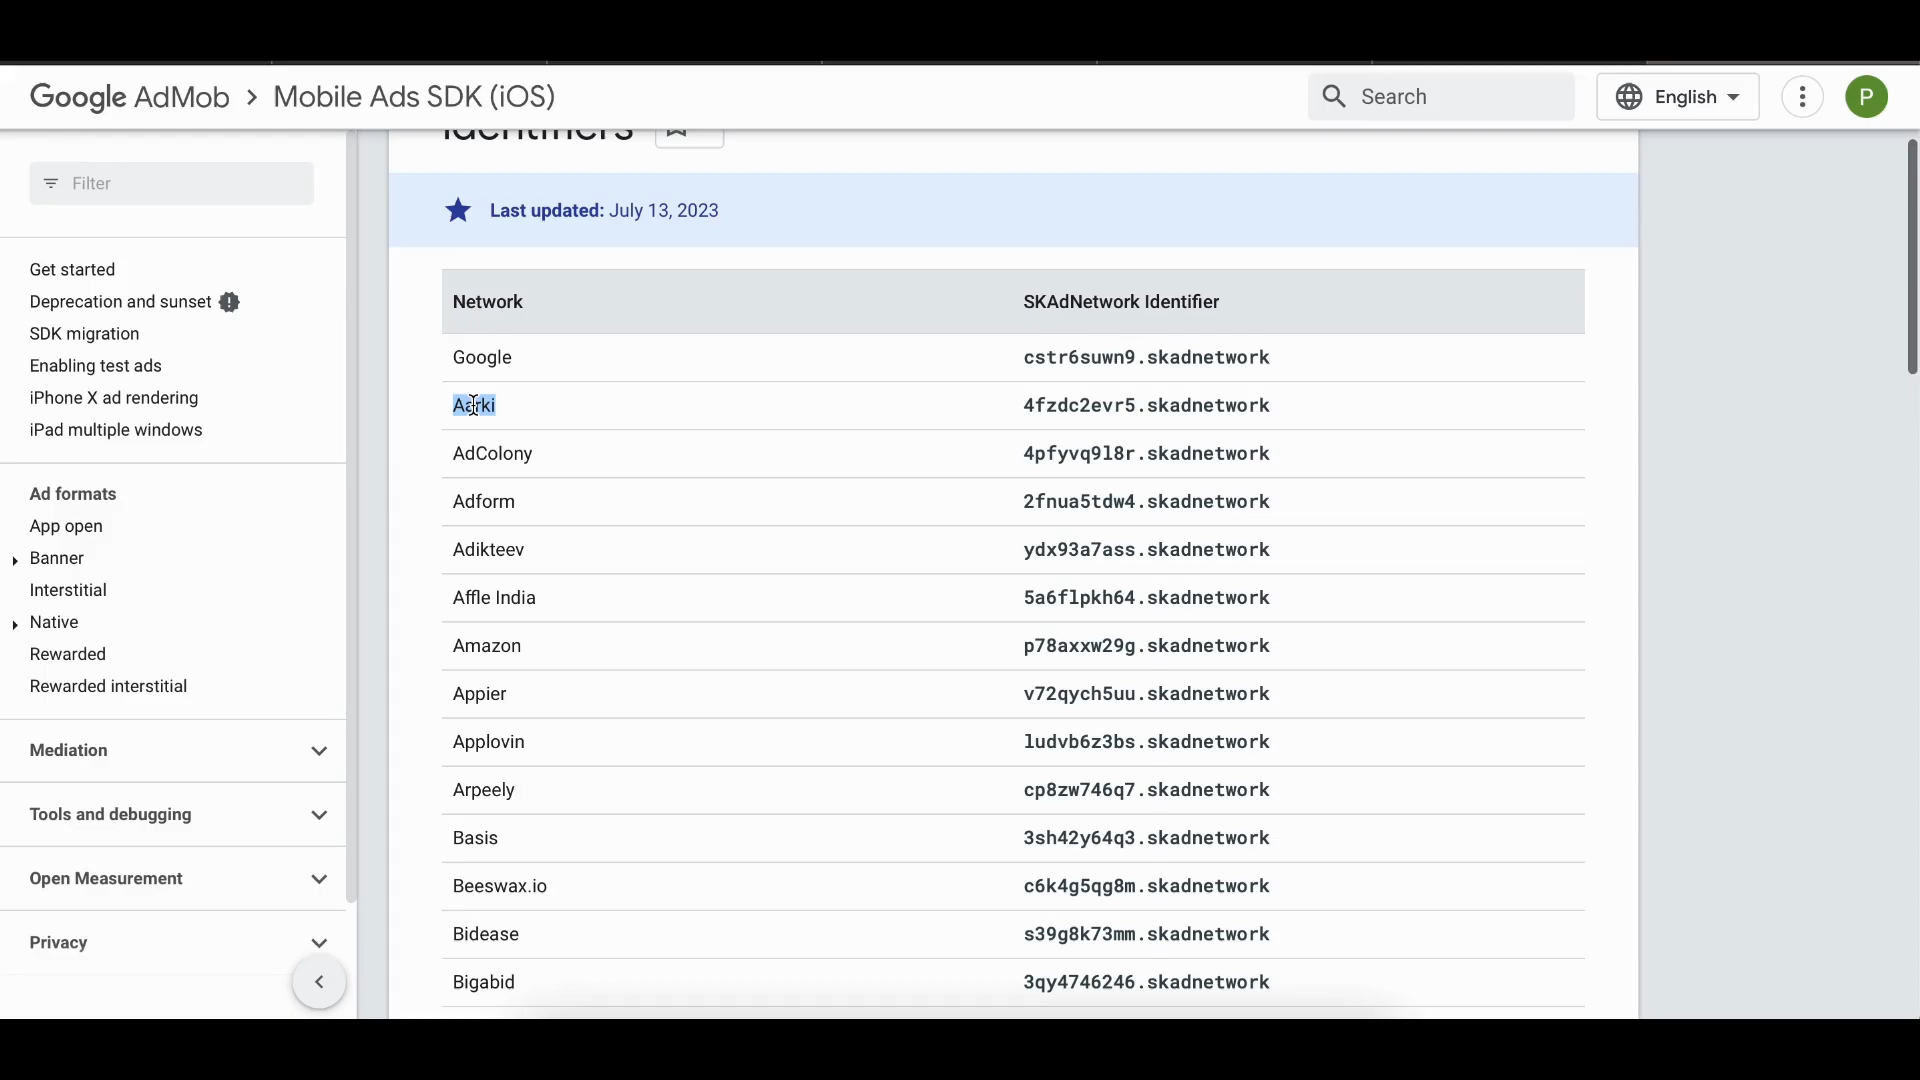 Google AdMob > Mobile Ads SDK (iOS)
Search
English
P
Identifiers
Filter
Get started
Deprecation and sunset
SDK migration
Enabling test ads
iPhone X ad rendering
iPad multiple windows
Ad formats
App open
Banner
Interstitial
Native
Rewarded
Rewarded interstitial
Mediation
Tools and debugging
Open Measurement
Privacy
Last updated: July 13, 2023
Network SKAdNetwork Identifier
Google cstr6suwn9.skadnetwork
Aarki 4fzdc2evr5.skadnetwork
AdColony 4pfyvq9l8r.skadnetwork
Adform 2fnua5tdw4.skadnetwork
Adikteev ydx93a7ass.skadnetwork
Affle India 5a6flpkh64.skadnetwork
Amazon p78axxw29g.skadnetwork
Appier v72qych5uu.skadnetwork
Applovin ludvb6z3bs.skadnetwork
Arpeely cp8zw746q7.skadnetwork
Basis 3sh42y64q3.skadnetwork
Beeswax.io c6k4g5qg8m.skadnetwork
Bidease s39g8k73mm.skadnetwork
Bigabid 3qy4746246.skadnetwork